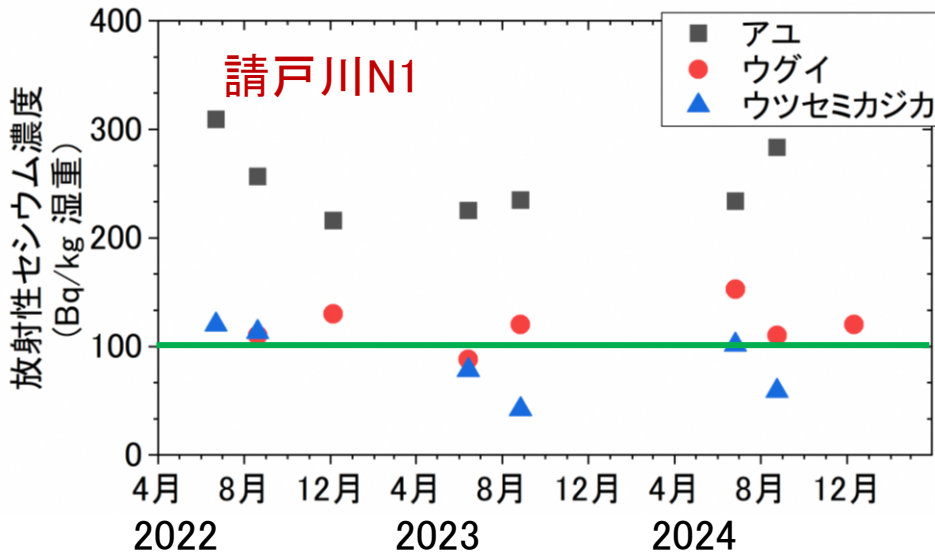 請戸川N1
アユ
ウグイ
ウツセミカジカ
放射性セシウム濃度
(Bq/kg 湿重)
400
300
200
100
0
4月 8月 12月 4月 8月 12月 4月 8月 12月
2022 2023 2024